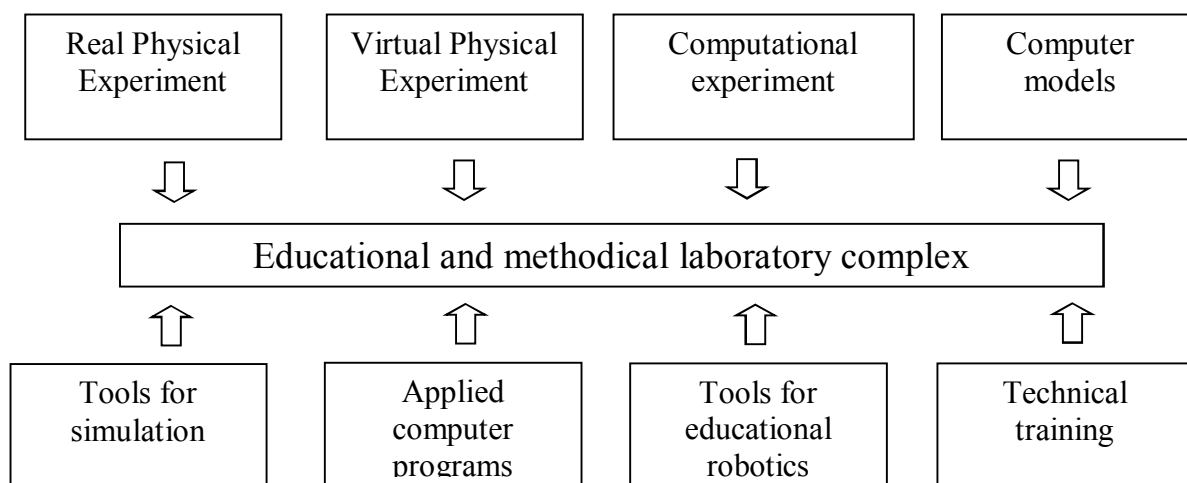 Real Physical
Experiment
Virtual Physical
Experiment
Computational
experiment
Computer
models
Educational and methodical laboratory complex
Tools for
simulation
Applied
computer
programs
Tools for
educational
robotics
Technical
training